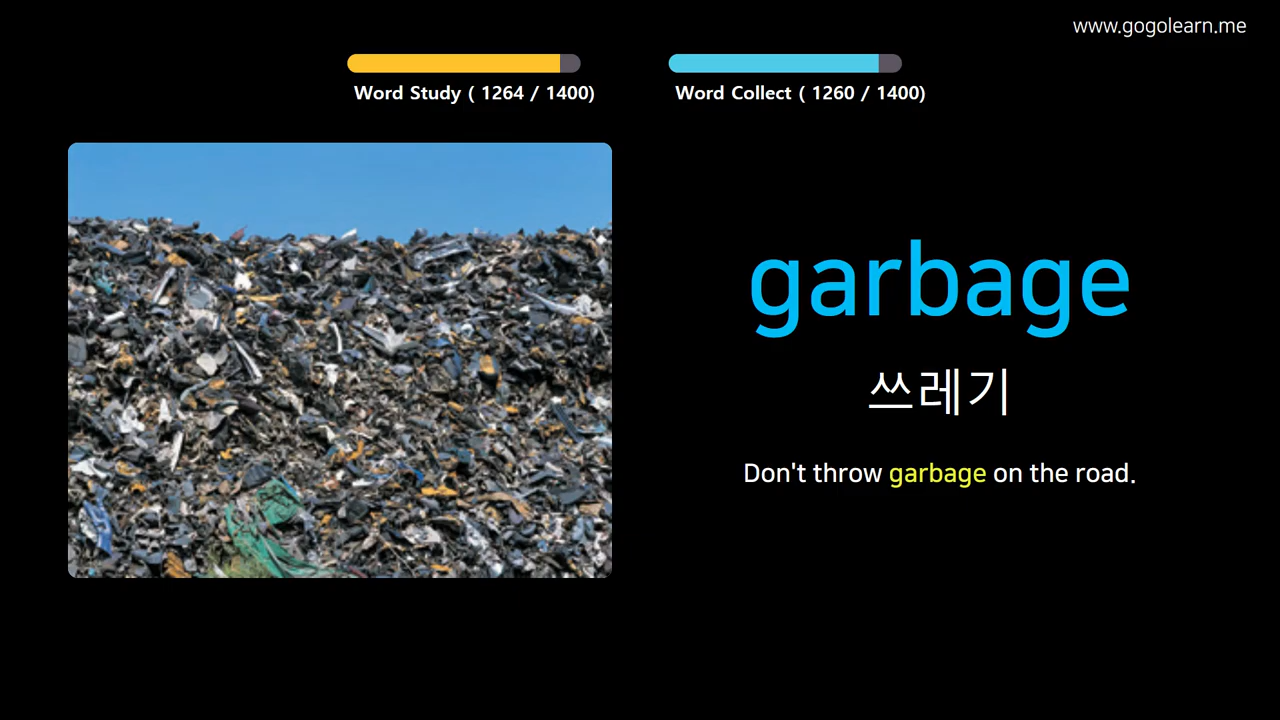 www.gogolearn.me
Word Study ( 1264 / 1400)
Word Collect ( 1260 / 1400)
garbage
쓰레기
Don't throw garbage on the road.